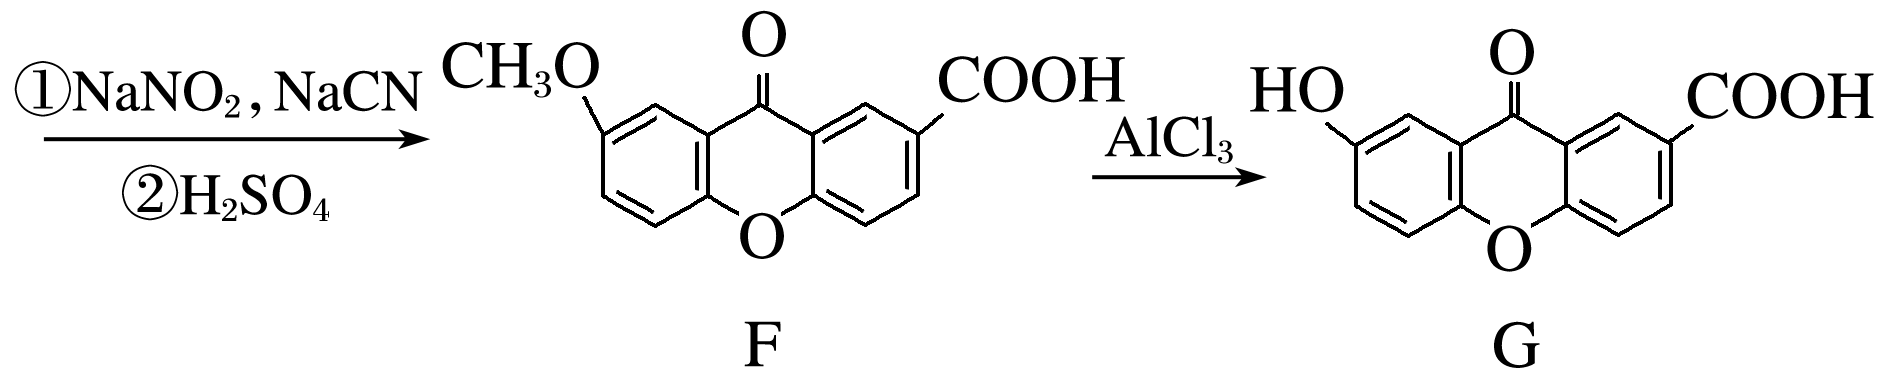 ①NaNO₂, NaCN
②H₂SO₄
CH₃O
O
COOH
O
F
AlCl₃
HO
O
COOH
O
G